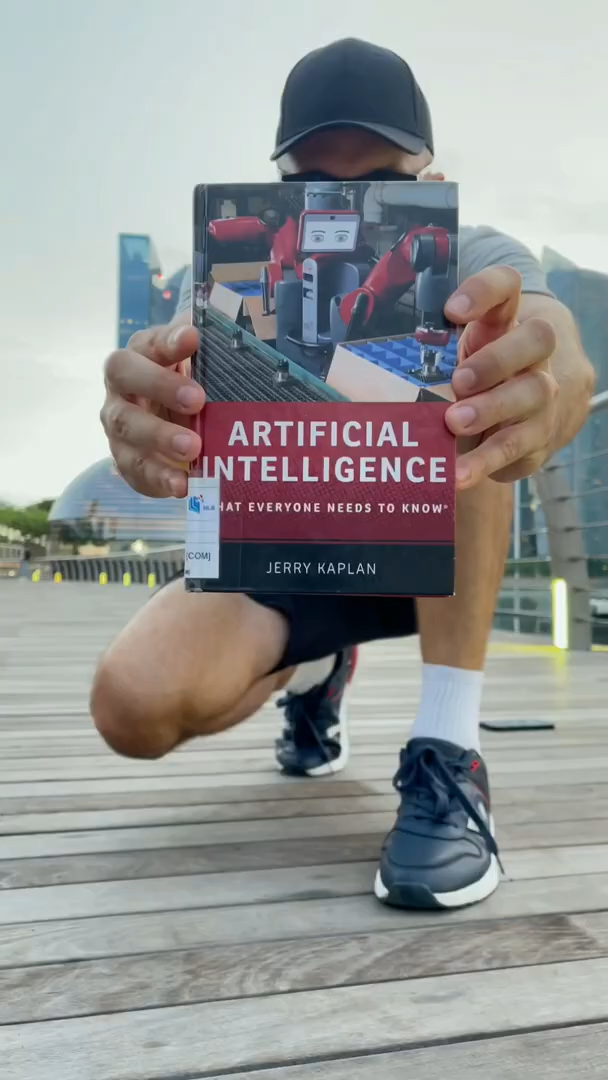 ARTIFICIAL
INTELLIGENCE
HAT EVERYONE NEEDS TO KNOW®
JERRY KAPLAN
[COM]